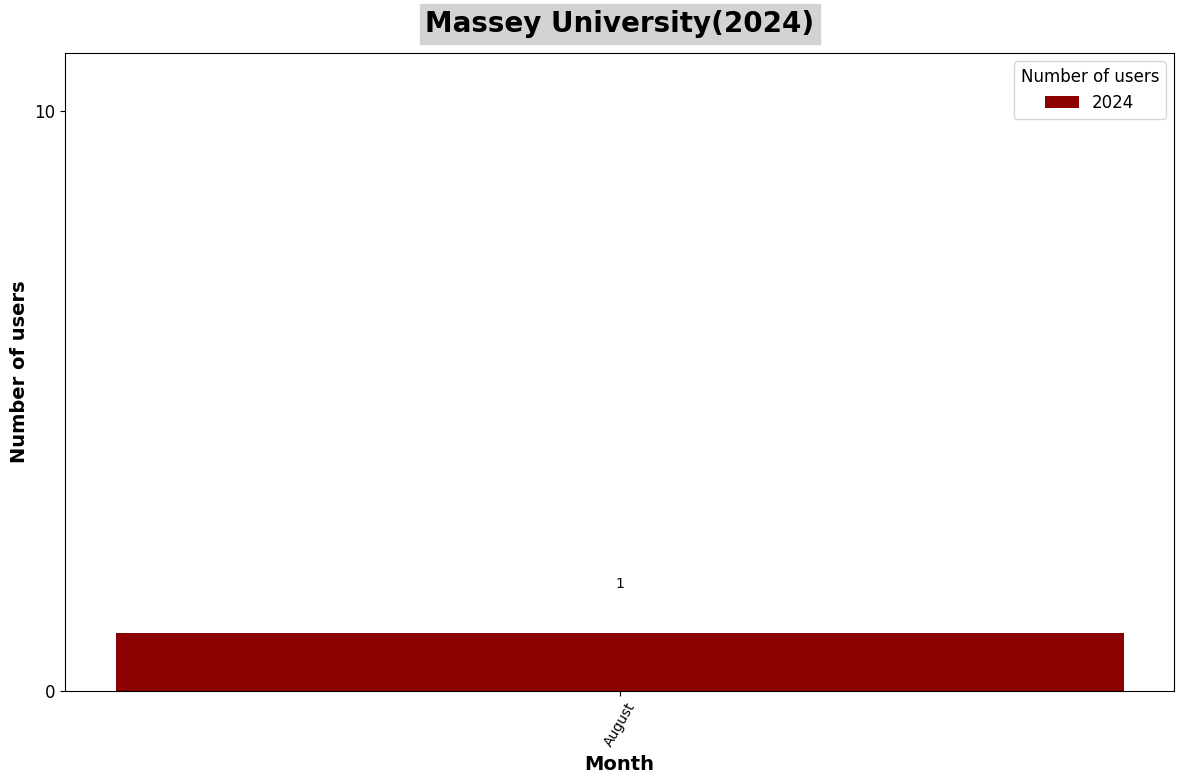 Massey University(2024)
Number of users
2024
10
Number of users
1
0
August
Month